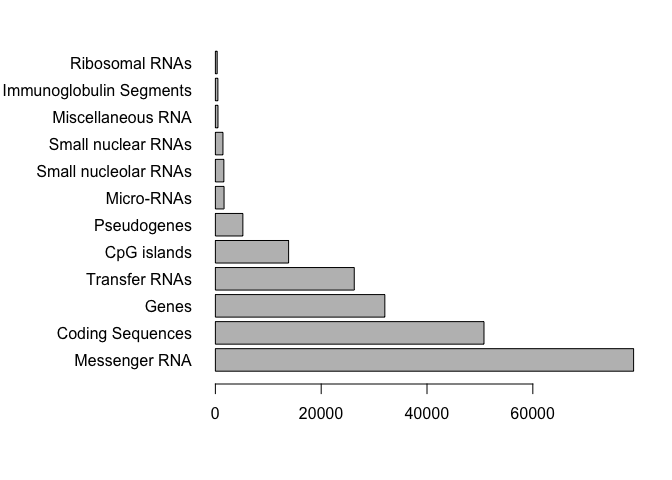 Ribosomal RNAs
Immunoglobulin Segments
Miscellaneous RNA
Small nuclear RNAs
Small nucleolar RNAs
Micro-RNAs
Pseudogenes
CpG islands
Transfer RNAs
Genes
Coding Sequences
Messenger RNA
0 20000 40000 60000